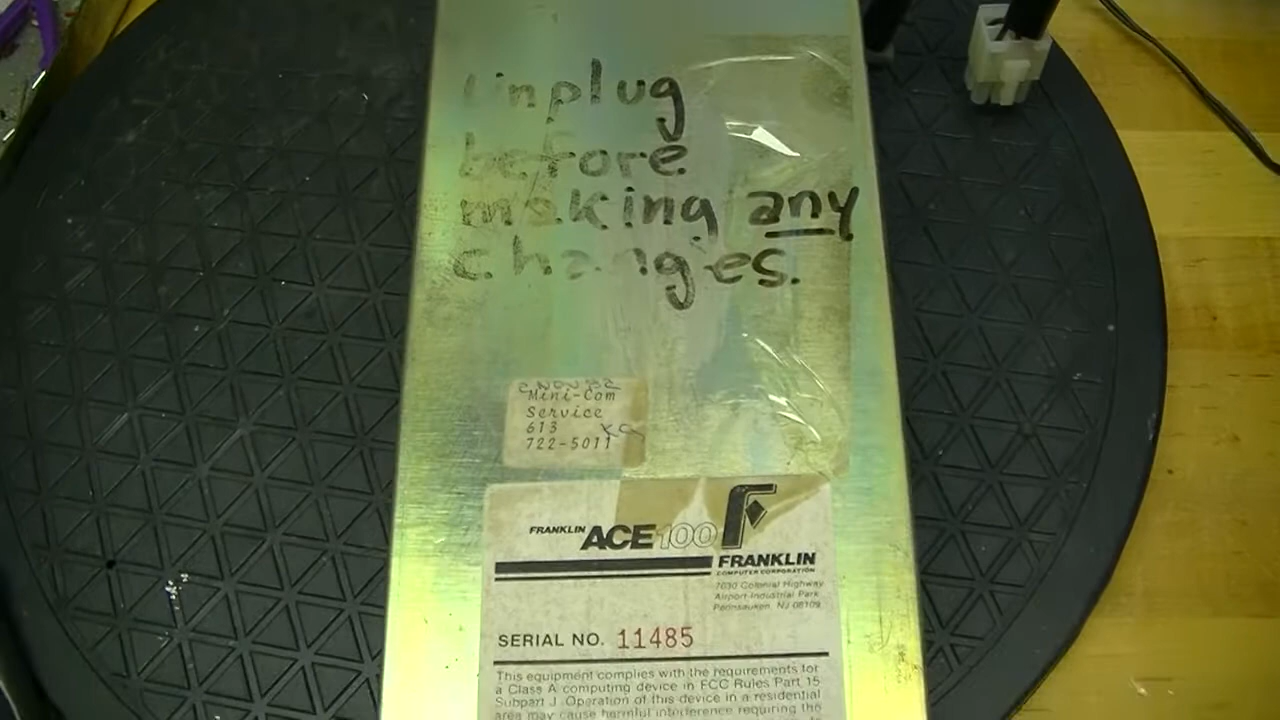 Unplug
before
making any
changes.
2 NOV 82
Mini-Com
Service
613
722-5011
FRANKLIN ACE 100
FRANKLIN
COMPUTER CORPORATION
7030 Colonial Highway
Airport Industrial Park
Pennsauken, NJ 08109
SERIAL NO. 11485
This equipment complies with the requirements for
a Class A computing device in FCC Rules Part 15
Subpart J. Operation of this device in a residential
area may cause harmful interference requiring the